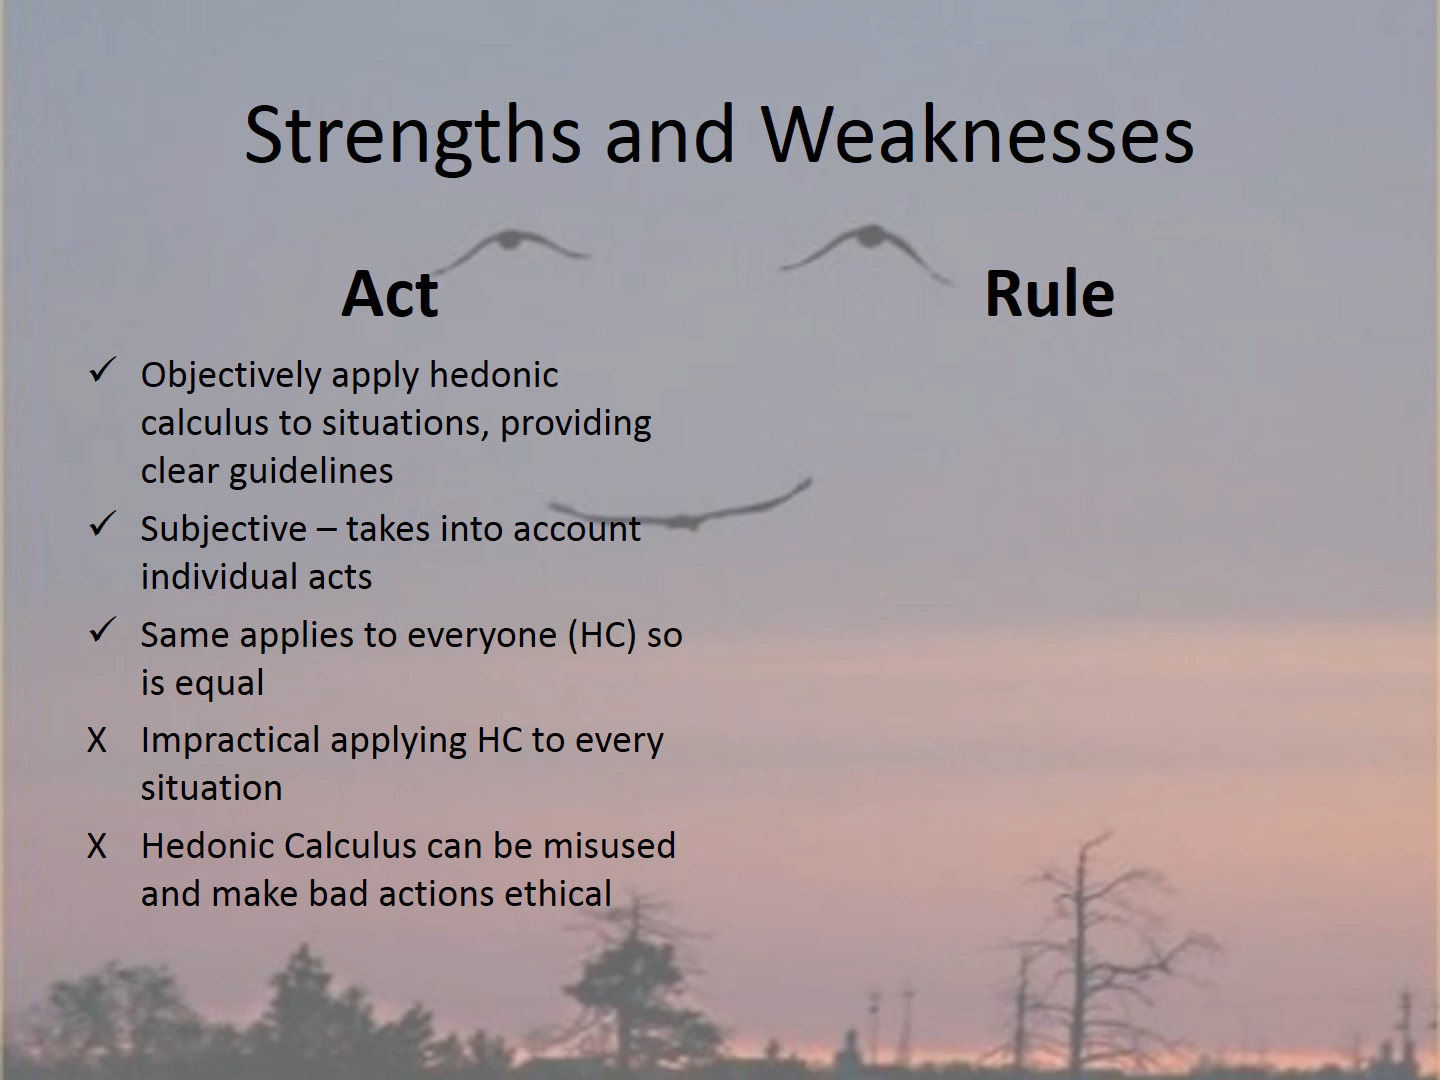 Strengths and Weaknesses
Act
✓ Objectively apply hedonic
calculus to situations, providing
clear guidelines
✓ Subjective – takes into account
individual acts
✓ Same applies to everyone (HC) so
is equal
X Impractical applying HC to every
situation
X Hedonic Calculus can be misused
and make bad actions ethical
Rule